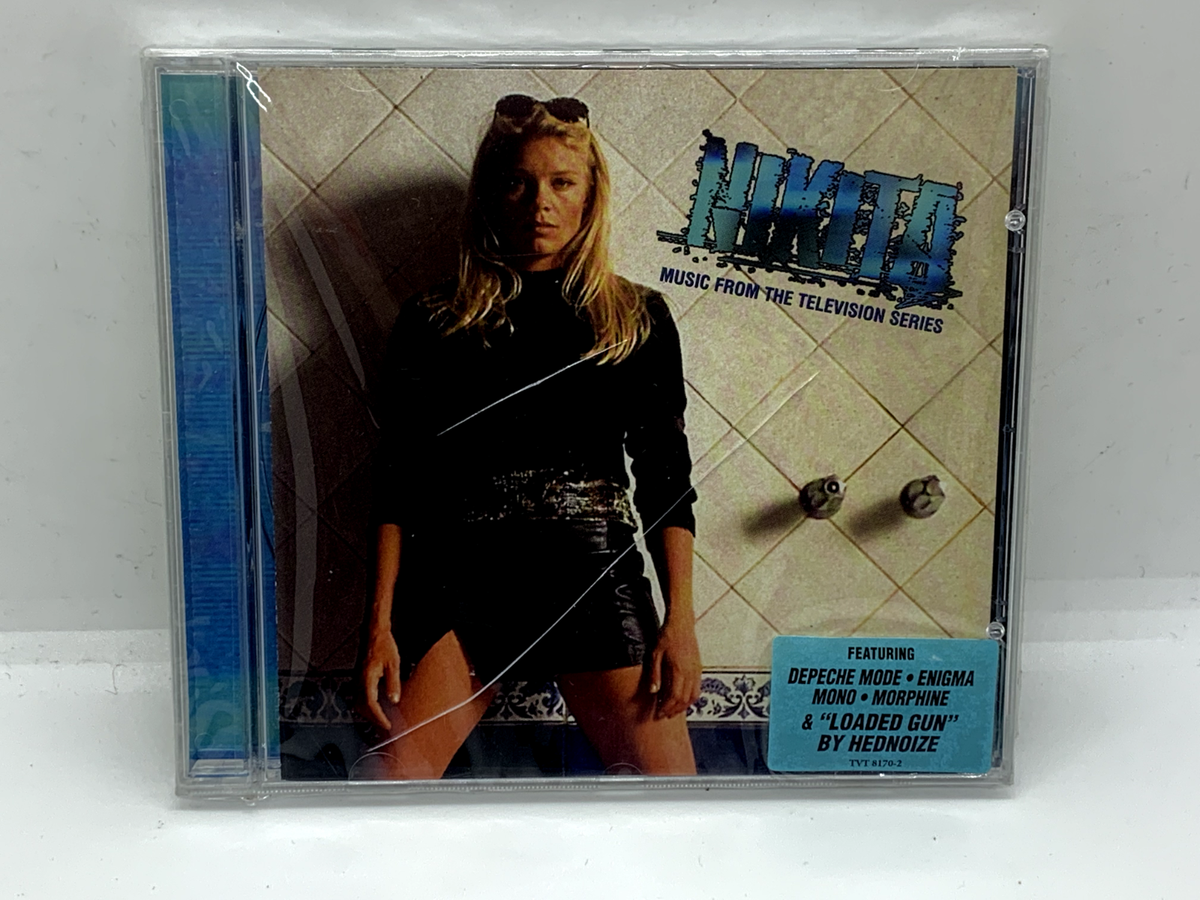 NIKITA
MUSIC FROM THE TELEVISION SERIES
FEATURING
DEPECHE MODE • ENIGMA
MONO • MORPHINE
& "LOADED GUN"
BY HEDNOIZE
TVT 8170-2